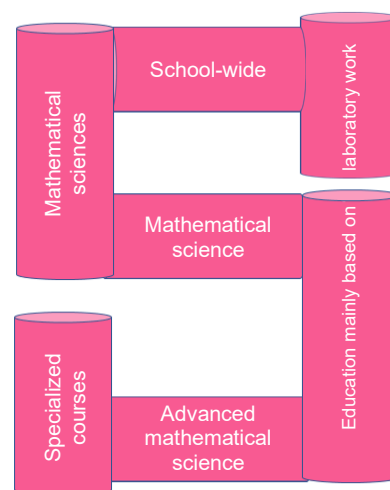 School-wide
laboratory work
Mathematical
sciences
Mathematical
science
Education mainly based on
Specialized
courses
Advanced
mathematical
science